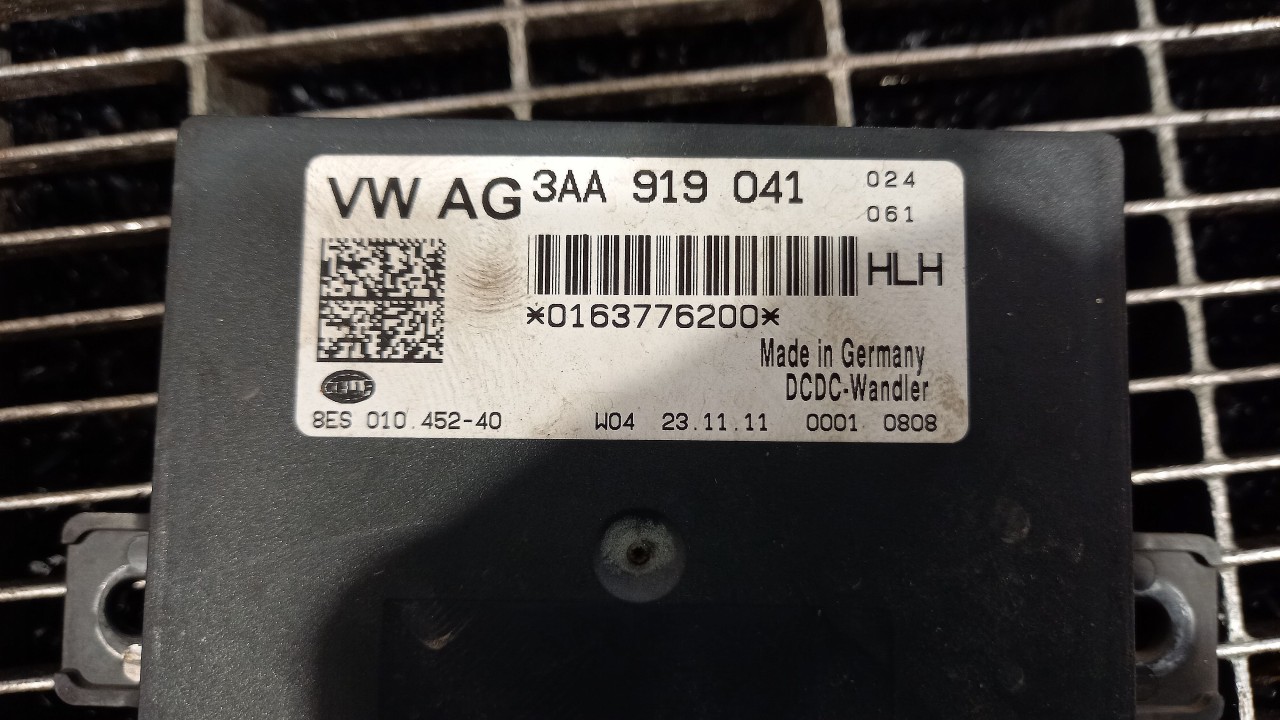 VW AG 3AA 919 041 024
061
HLH
*0163776200*
Made in Germany
DCDC-Wandler
HELLA
8ES 010.452-40 W04 23.11.11 0001 0808